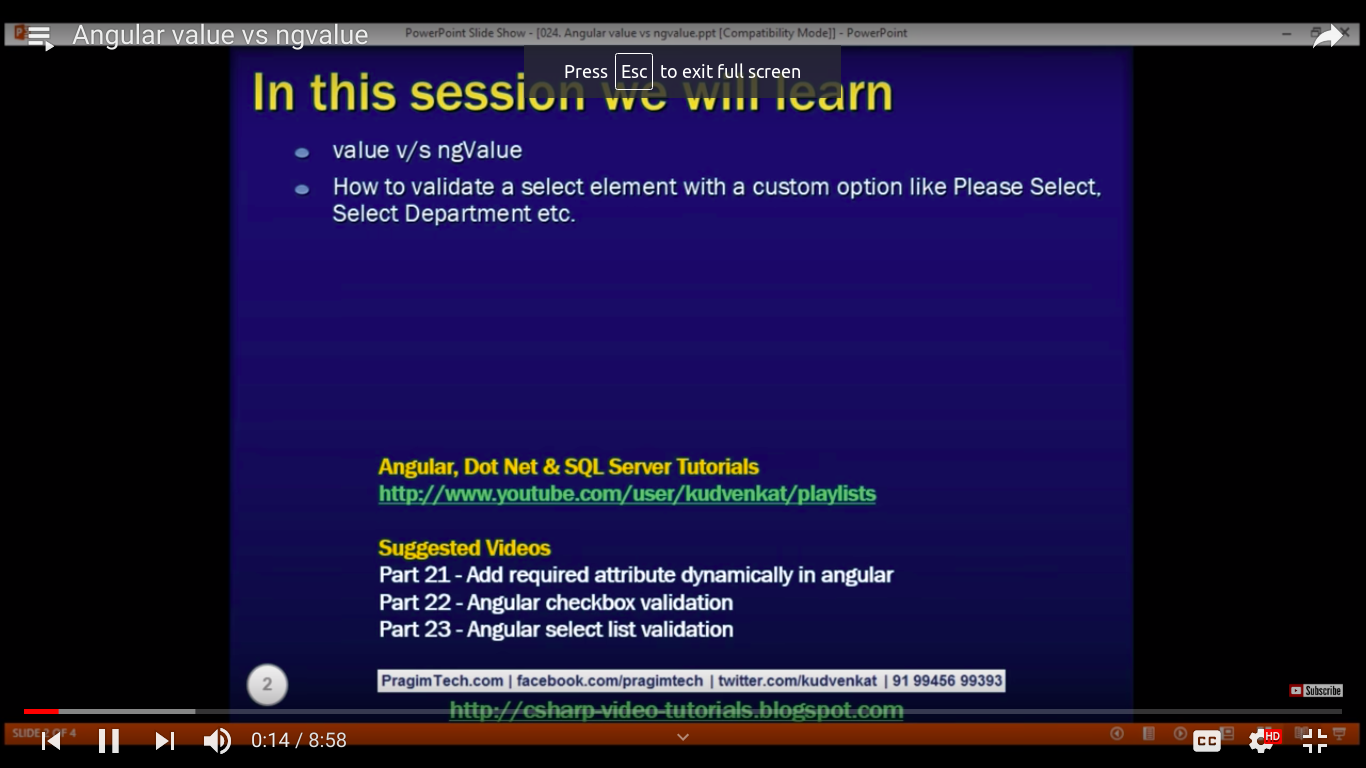 Angular value vs ngvalue
PowerPoint Slide Show - [024. Angular value vs ngvalue.ppt [Compatibility Mode]] - PowerPoint
Press Esc to exit full screen
In this session we will learn
value v/s ngValue
How to validate a select element with a custom option like Please Select,
Select Department etc.
Angular, Dot Net & SQL Server Tutorials
http://www.youtube.com/user/kudvenkat/playlists
Suggested Videos
Part 21 - Add required attribute dynamically in angular
Part 22 - Angular checkbox validation
Part 23 - Angular select list validation
2
PragimTech.com | facebook.com/pragimtech | twitter.com/kudvenkat | 91 99456 99393
Subscribe
http://csharp-video-tutorials.blogspot.com
SLIDE 2 OF 4
0:14 / 8:58
CC
HD